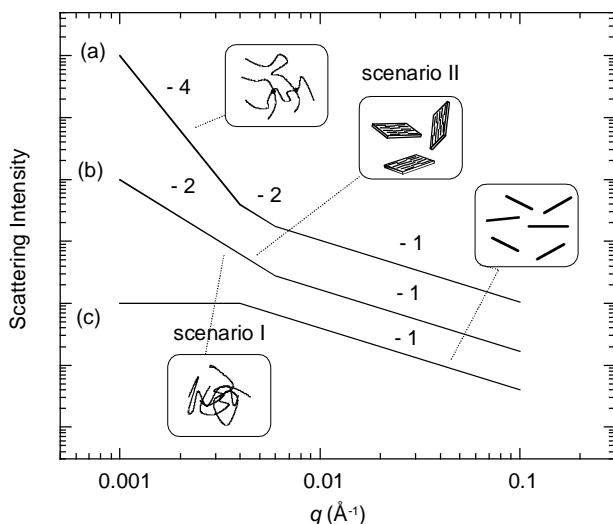 (a)
- 4
scenario II
(b)
- 2
- 2
- 1
- 1
(c)
- 1
scenario I
Scattering Intensity
0.001
0.01
0.1
q (Å⁻¹)